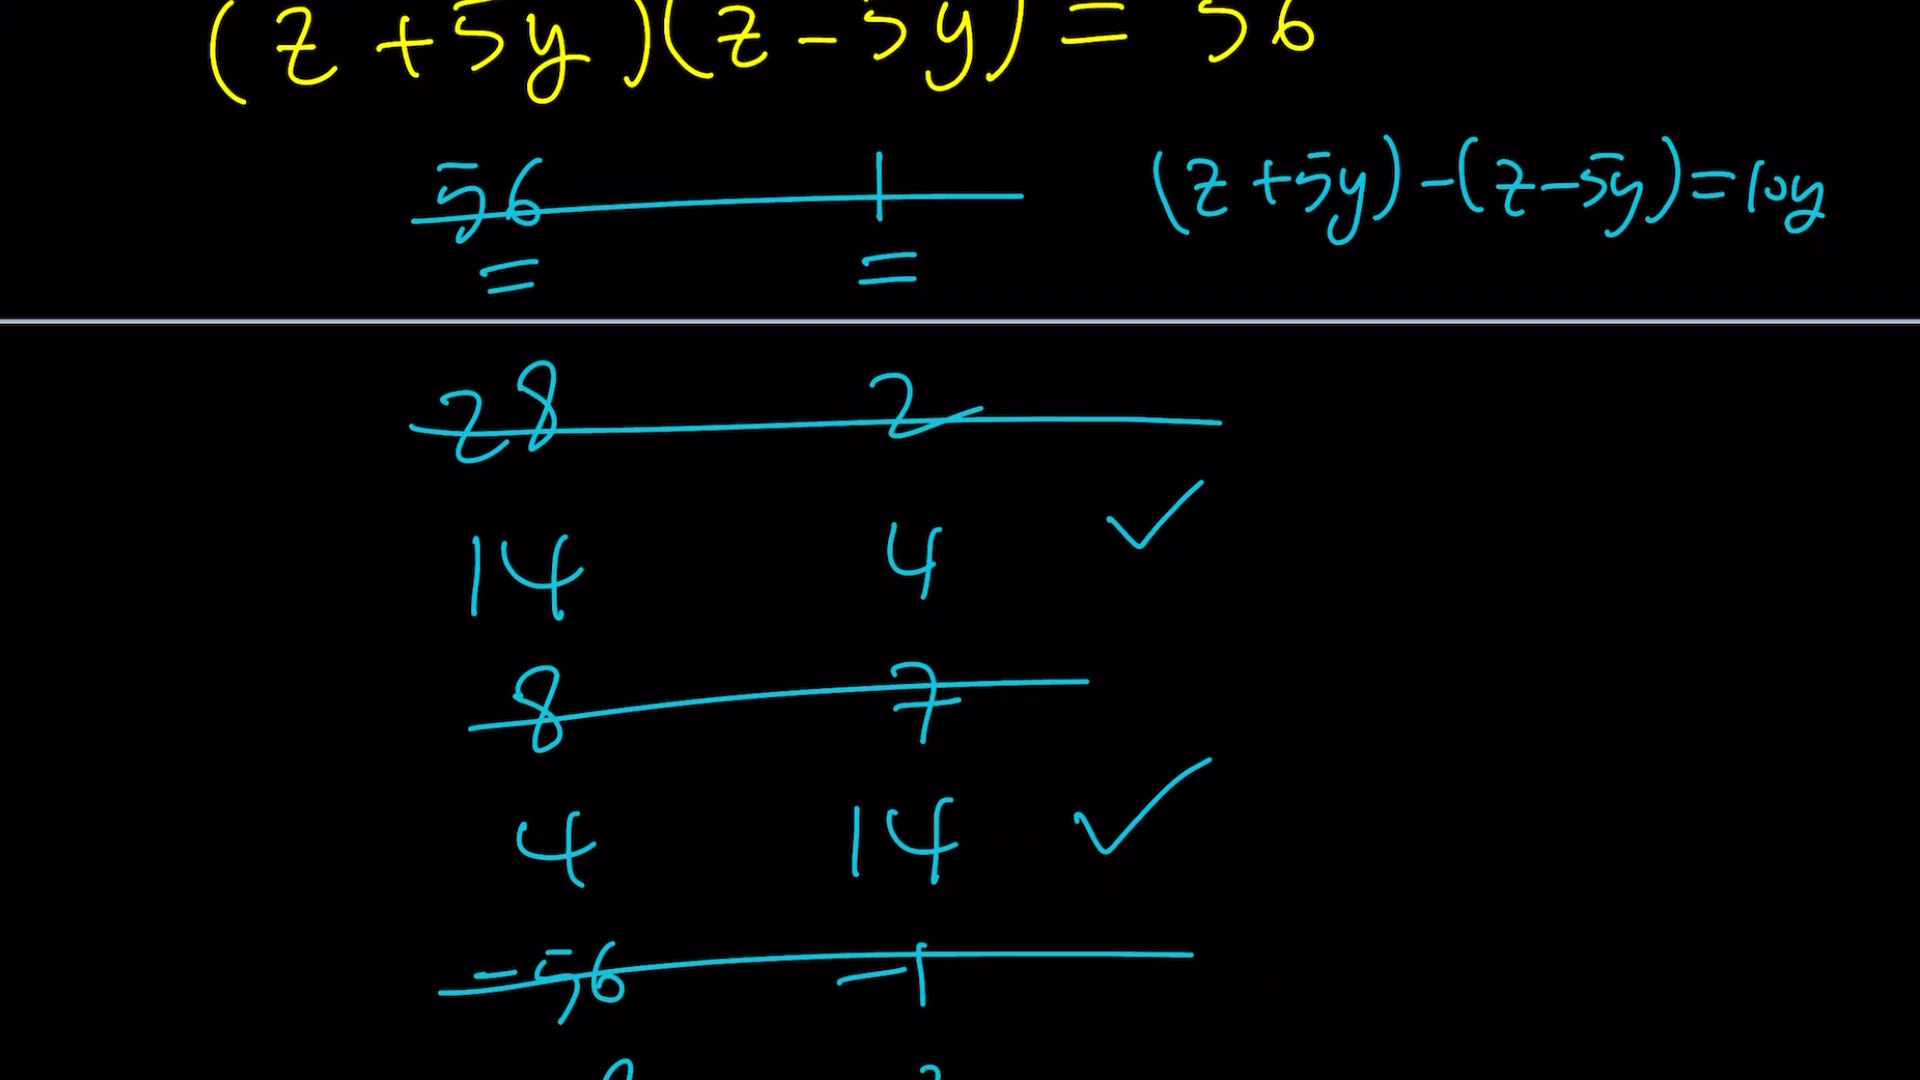 (z + 5y)(z - 5y) = 56
56 1 (z + 5y) - (z - 5y) = 10y
= =
28 2
14 4 ✓
8 7
4 14 ✓
-56 -1